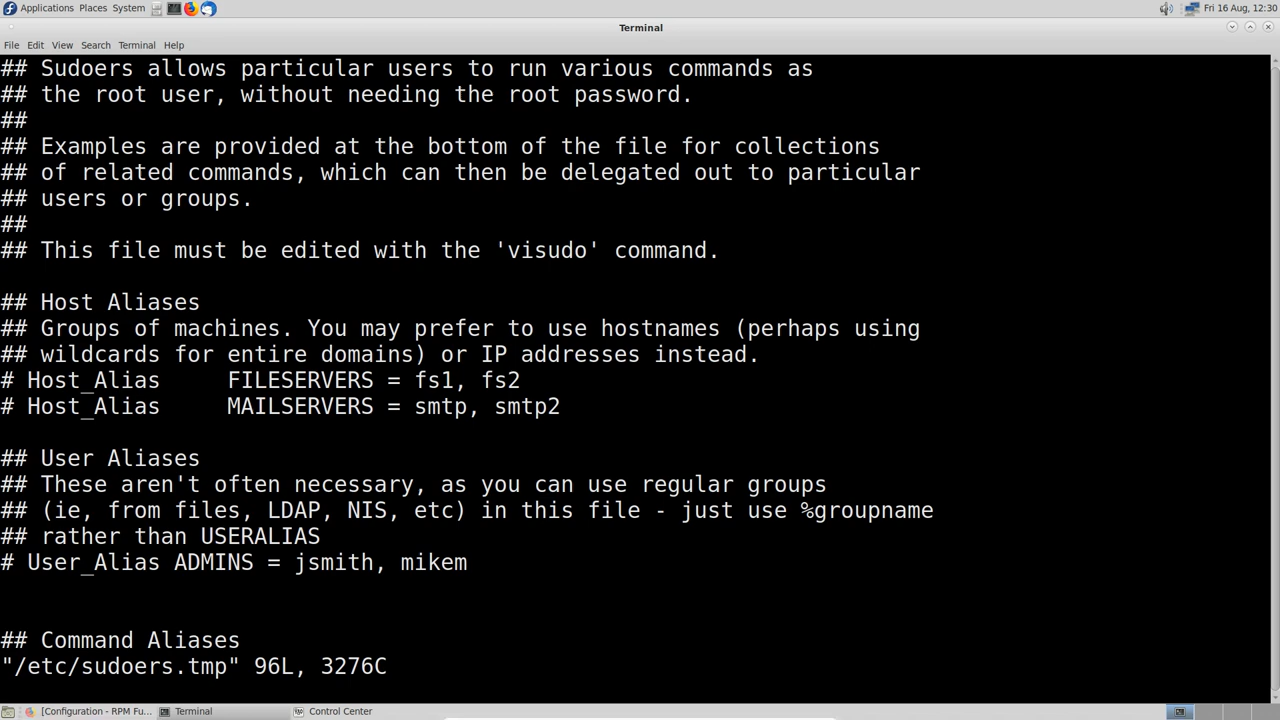 Applications Places System
Fri 16 Aug, 12:30
Terminal
File Edit View Search Terminal Help
## Sudoers allows particular users to run various commands as
## the root user, without needing the root password.
##
## Examples are provided at the bottom of the file for collections
## of related commands, which can then be delegated out to particular
## users or groups.
##
## This file must be edited with the 'visudo' command.
## Host Aliases
## Groups of machines. You may prefer to use hostnames (perhaps using
## wildcards for entire domains) or IP addresses instead.
# Host_Alias     FILESERVERS = fs1, fs2
# Host_Alias     MAILSERVERS = smtp, smtp2
## User Aliases
## These aren't often necessary, as you can use regular groups
## (ie, from files, LDAP, NIS, etc) in this file - just use %groupname
## rather than USERALIAS
# User_Alias ADMINS = jsmith, mikem
## Command Aliases
"/etc/sudoers.tmp" 96L, 3276C
[Configuration - RPM Fu...
Terminal
Control Center